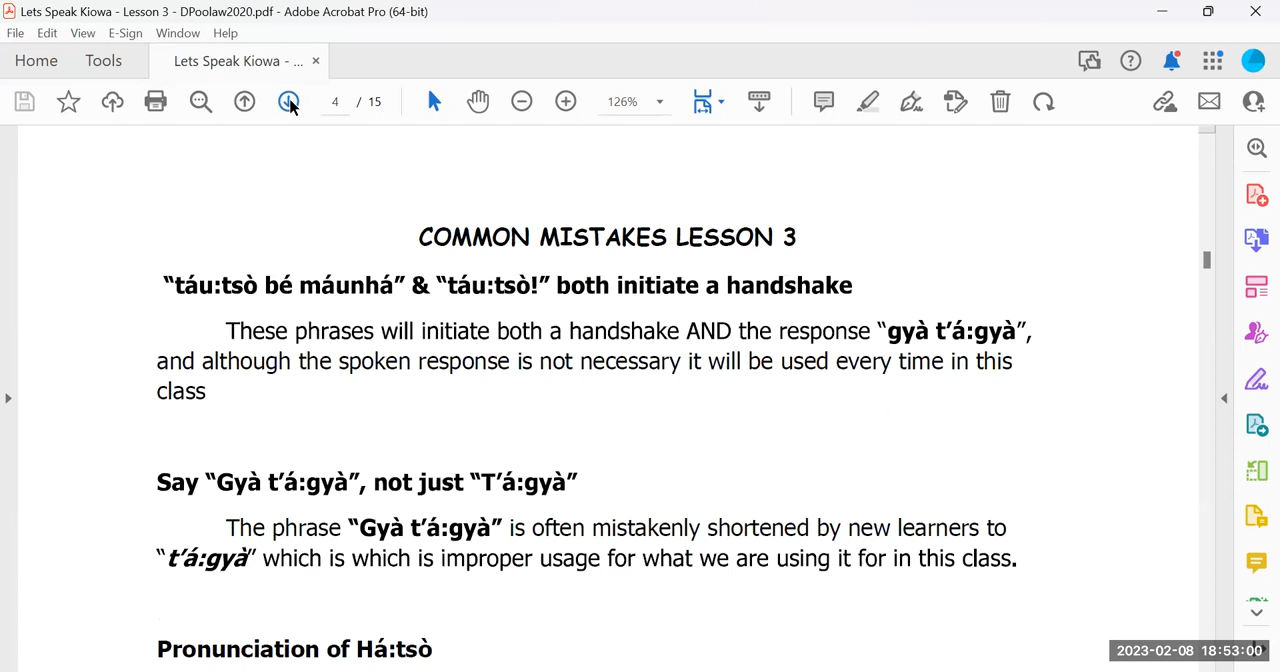 Lets Speak Kiowa - Lesson 3 - DPoolaw2020.pdf - Adobe Acrobat Pro (64-bit)
File Edit View E-Sign Window Help
Home Tools Lets Speak Kiowa - ... ×
4 / 15 126%
COMMON MISTAKES LESSON 3
“táu:tsò bé máunhá” & “táu:tsò!” both initiate a handshake
These phrases will initiate both a handshake AND the response “gyà t’á:gyà”,
and although the spoken response is not necessary it will be used every time in this
class
Say “Gyà t’á:gyà”, not just “T’á:gyà”
The phrase “Gyà t’á:gyà” is often mistakenly shortened by new learners to
“t’á:gyà” which is which is improper usage for what we are using it for in this class.
Pronunciation of Há:tsò
2023-02-08 18:53:00